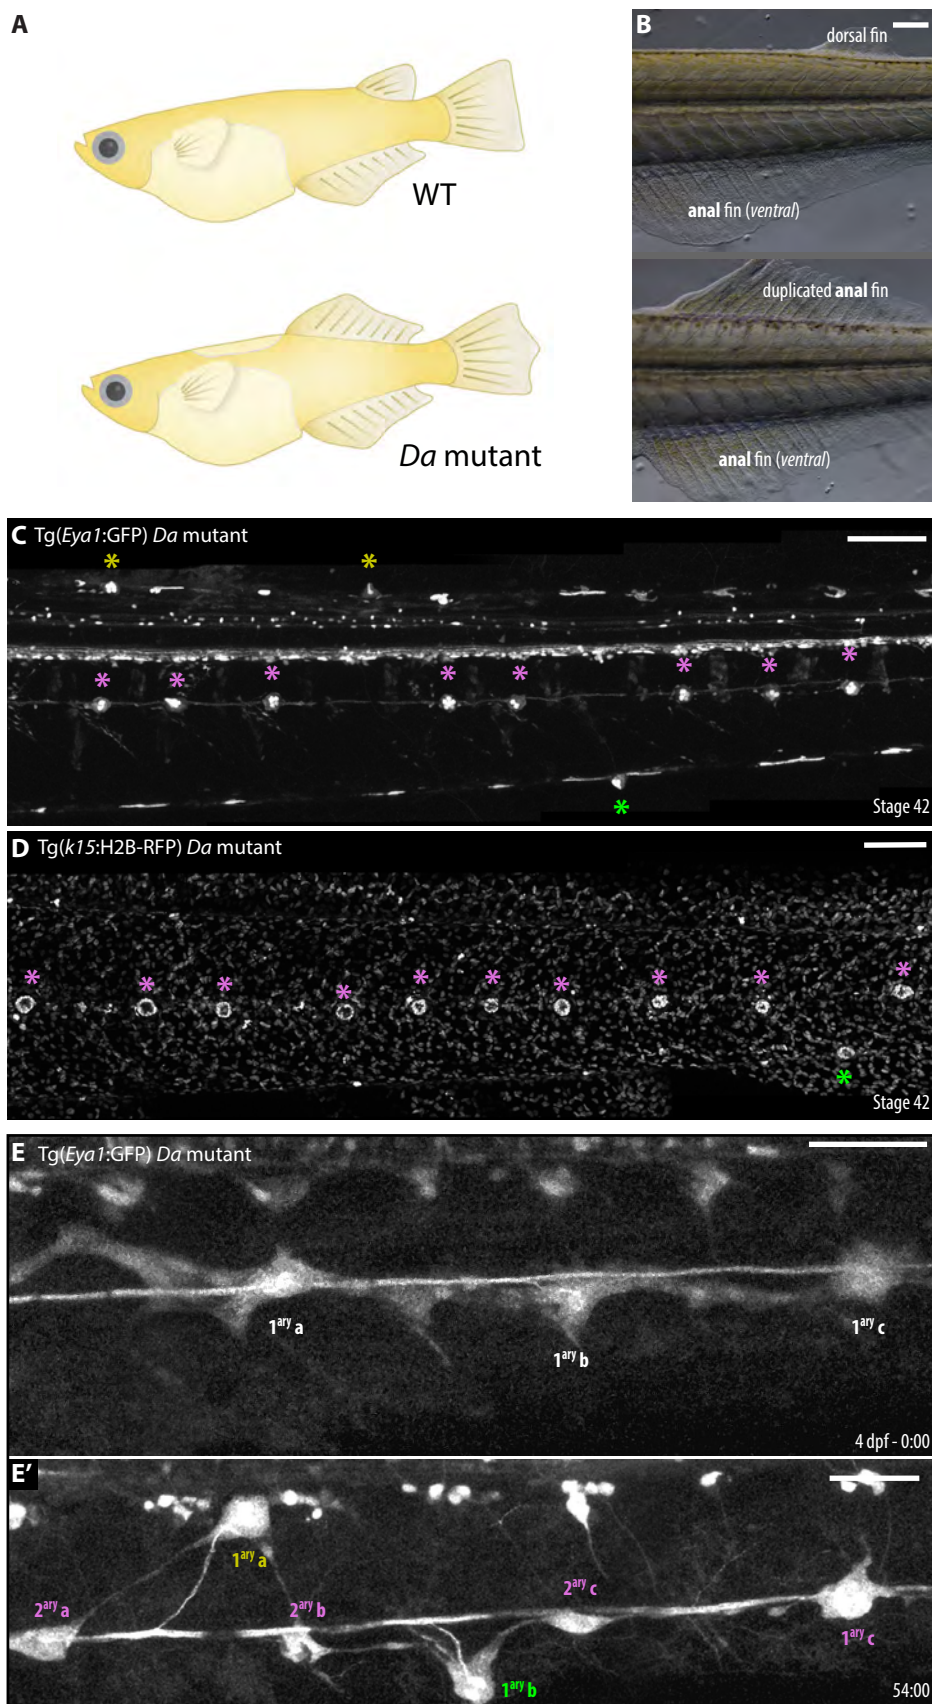 A
WT
Da mutant
B
dorsal fin
anal fin (ventral)
duplicated anal fin
anal fin (ventral)
C Tg(Eya1:GFP) Da mutant
*
*
*
*
*
*
*
*
*
*
*
Stage 42
D Tg(k15:H2B-RFP) Da mutant
*
*
*
*
*
*
*
*
*
*
*
Stage 42
E Tg(Eya1:GFP) Da mutant
1ary a
1ary b
1ary c
4 dpf - 0:00
E′
1ary a
2ary a
2ary b
2ary c
1ary c
1ary b
54:00